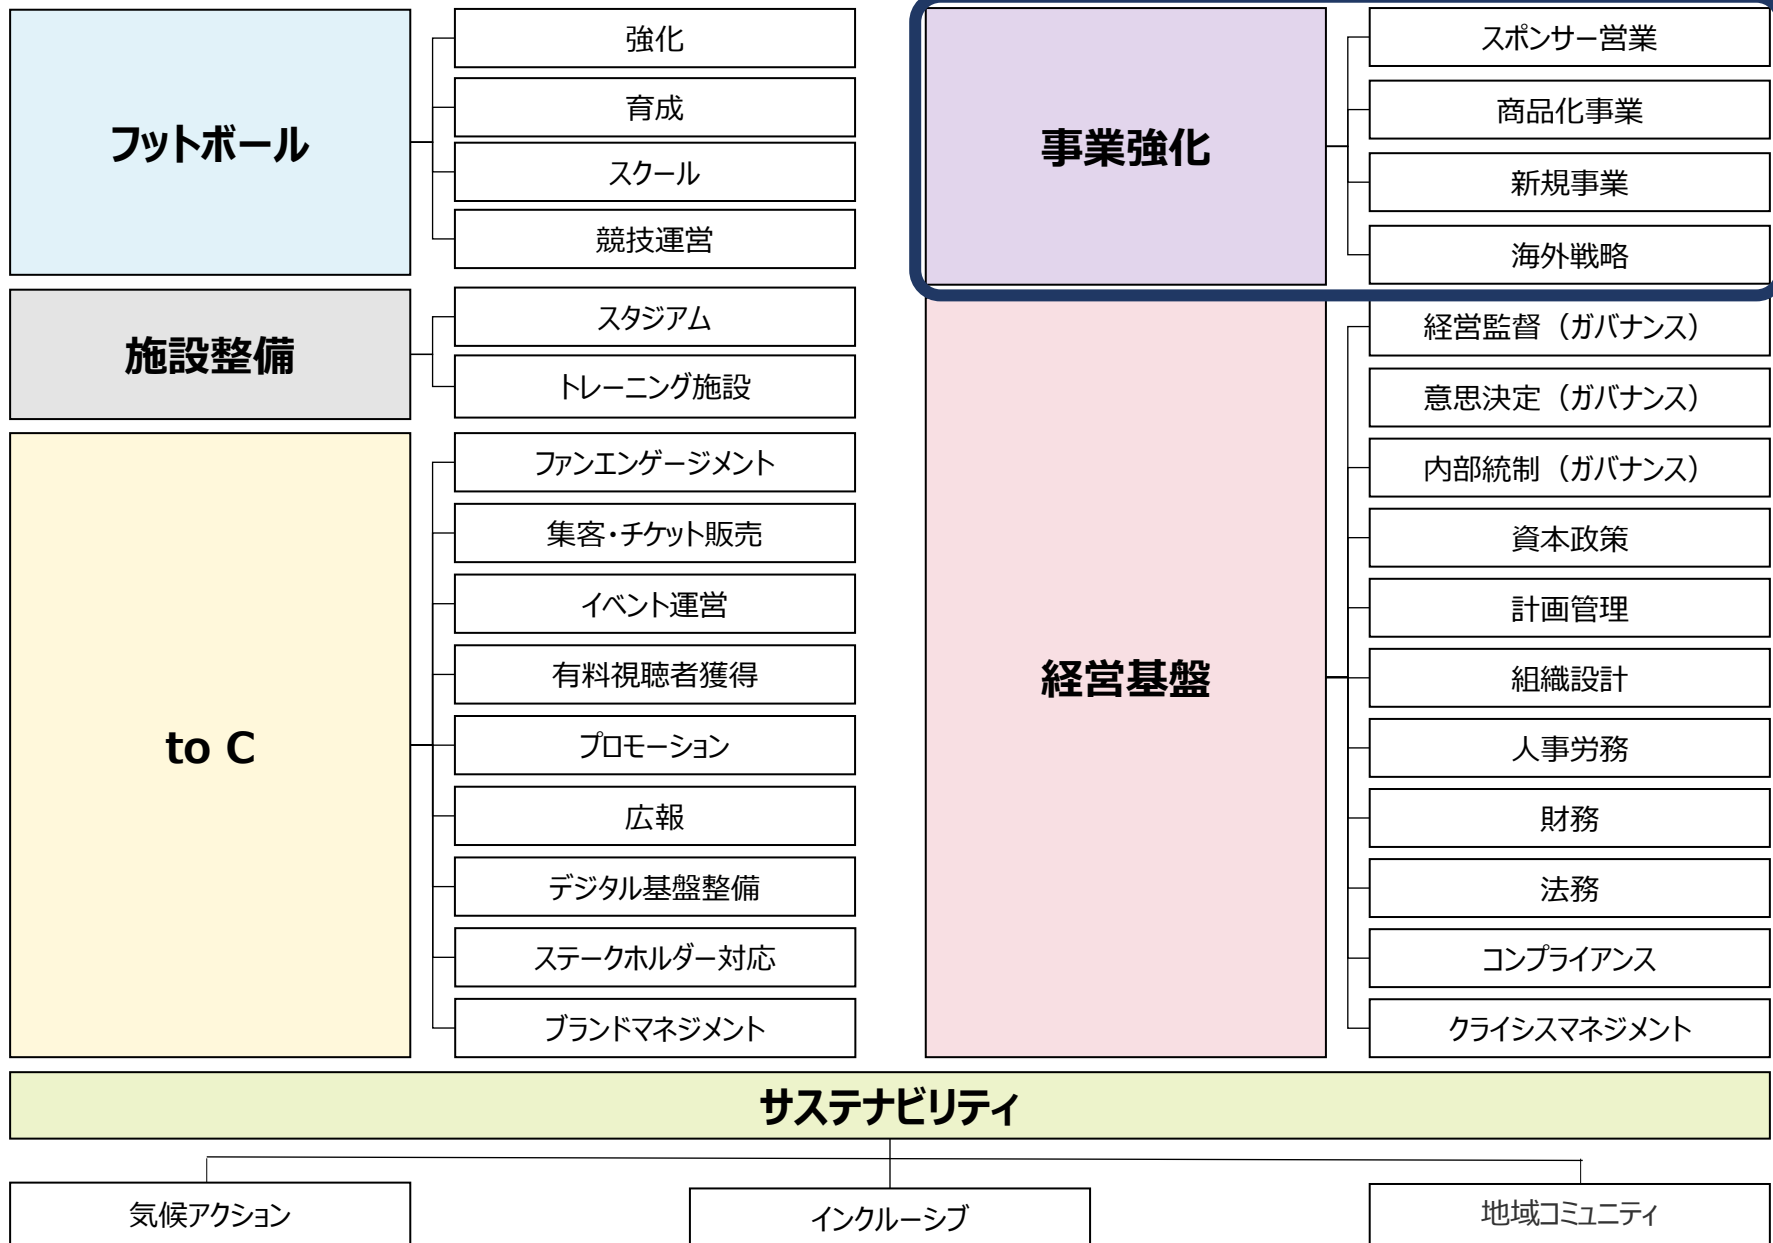 フットボール
強化
育成
スクール
競技運営
施設整備
スタジアム
トレーニング施設
to C
ファンエンゲージメント
集客・チケット販売
イベント運営
有料視聴者獲得
プロモーション
広報
デジタル基盤整備
ステークホルダー対応
ブランドマネジメント
事業強化
スポンサー営業
商品化事業
新規事業
海外戦略
経営基盤
経営監督（ガバナンス）
意思決定（ガバナンス）
内部統制（ガバナンス）
資本政策
計画管理
組織設計
人事労務
財務
法務
コンプライアンス
クライシスマネジメント
サステナビリティ
気候アクション
インクルーシブ
地域コミュニティ